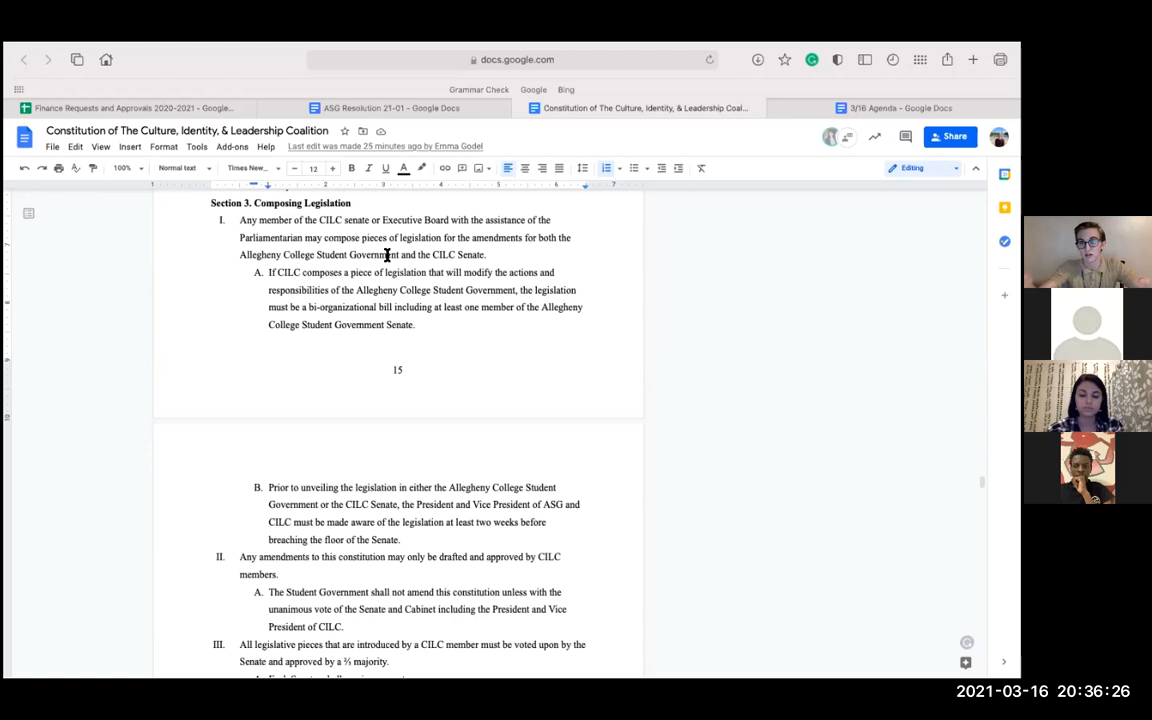 docs.google.com
Grammar Check Google Bing
Finance Requests and Approvals 2020-2021 - Google...
ASG Resolution 21-01 - Google Docs
Constitution of The Culture, Identity, & Leadership Coal...
3/16 Agenda - Google Docs
Constitution of The Culture, Identity, & Leadership Coalition
File Edit View Insert Format Tools Add-ons Help Last edit was made 25 minutes ago by Emma Godel
Share
100% Normal text Times New... 12 Editing
1 1 2 3 4 5 6 7
Section 3. Composing Legislation
I. Any member of the CILC senate or Executive Board with the assistance of the
Parliamentarian may compose pieces of legislation for the amendments for both the
Allegheny College Student Government and the CILC Senate.
A. If CILC composes a piece of legislation that will modify the actions and
responsibilities of the Allegheny College Student Government, the legislation
must be a bi-organizational bill including at least one member of the Allegheny
College Student Government Senate.
15
B. Prior to unveiling the legislation in either the Allegheny College Student
Government or the CILC Senate, the President and Vice President of ASG and
CILC must be made aware of the legislation at least two weeks before
breaching the floor of the Senate.
II. Any amendments to this constitution may only be drafted and approved by CILC
members.
A. The Student Government shall not amend this constitution unless with the
unanimous vote of the Senate and Cabinet including the President and Vice
President of CILC.
III. All legislative pieces that are introduced by a CILC member must be voted upon by the
Senate and approved by a ⅔ majority.
2021-03-16 20:36:26